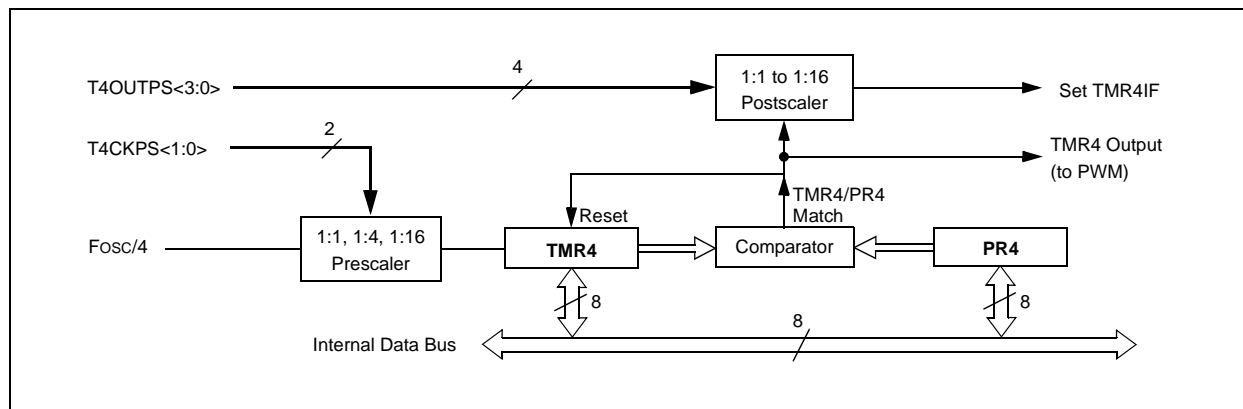 T4OUTPS<3:0>
4
1:1 to 1:16
Postscaler
Set TMR4IF
T4CKPS<1:0>
2
TMR4 Output
(to PWM)
TMR4/PR4
Match
Reset
FOSC/4
1:1, 1:4, 1:16
Prescaler
TMR4
Comparator
PR4
8
8
8
Internal Data Bus